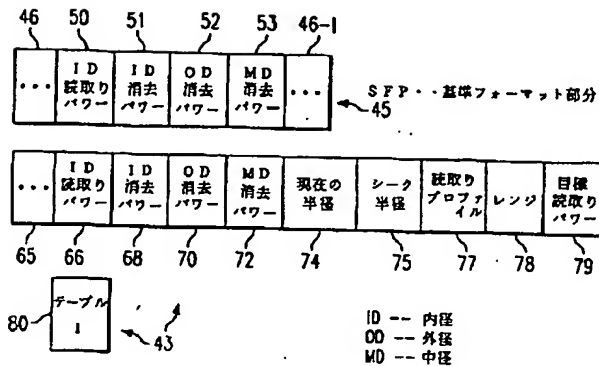 46 50 51 52 53 46-1
... ID 読取り パワー ID 消去 パワー OD 消去 パワー MD 消去 パワー ...
SFP・・基準フォーマット部分
45
... ID 読取り パワー ID 消去 パワー OD 消去 パワー MD 消去 パワー 現在の 半径 シーク 半径 読取り プロファイル レンジ 目標 読取り パワー
65 66 68 70 72 74 75 77 78 79
テーブル
1
80 43
ID -- 内径
OD -- 外径
MD -- 中径